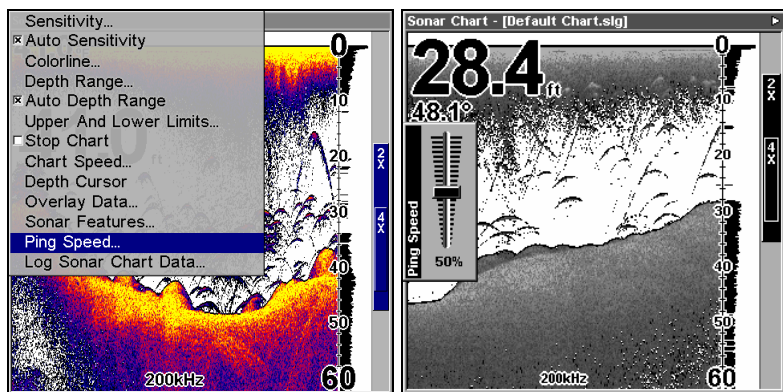 Sensitivity...
Auto Sensitivity
Colorline...
Depth Range...
Auto Depth Range
Upper And Lower Limits...
Stop Chart
Chart Speed...
Depth Cursor
Overlay Data...
Sonar Features...
Ping Speed...
Log Sonar Chart Data...
0
10
20
30
40
50
60
2X
4X
200kHz
Sonar Chart - [Default Chart.slg]
28.4 ft
48.1°
Ping Speed
50%
0
10
20
30
40
50
60
2X
4X
200kHz